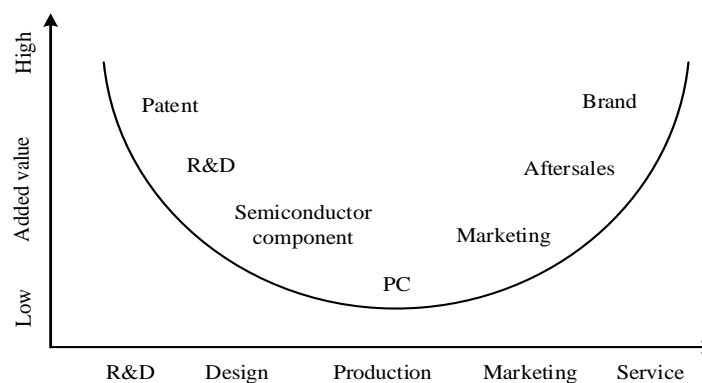 High
Added value
Low
Patent
R&D
Semiconductor
component
PC
Marketing
Aftersales
Brand
R&D
Design
Production
Marketing
Service